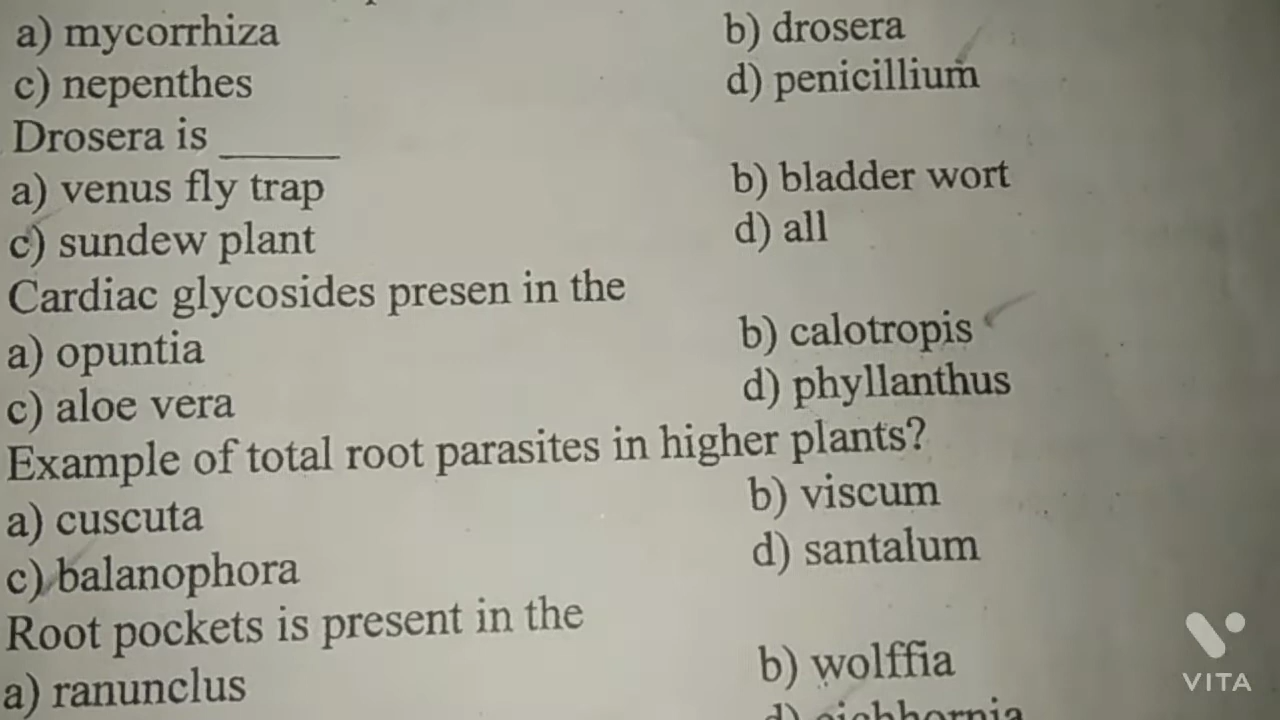 a) mycorrhiza b) drosera
c) nepenthes d) penicillium
Drosera is ______
a) venus fly trap b) bladder wort
c) sundew plant d) all
Cardiac glycosides presen in the
a) opuntia b) calotropis
c) aloe vera d) phyllanthus
Example of total root parasites in higher plants?
a) cuscuta b) viscum
c) balanophora d) santalum
Root pockets is present in the
a) ranunclus b) wolffia
d) eichhornia
VITA